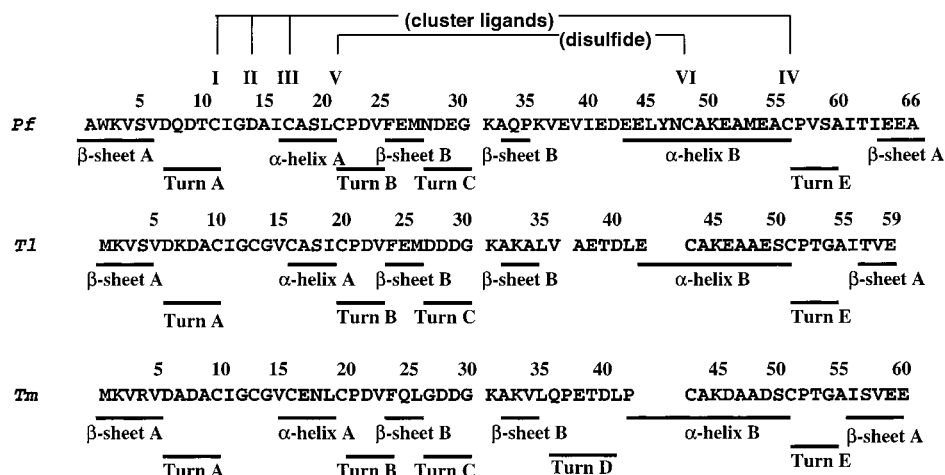 (cluster ligands)
(disulfide)
I II III V VI IV
5 10 15 20 25 30 35 40 45 50 55 60 66
Pf AWKVSVDQDTCIGDAICASLCPDVFEMNDEG KAQPKVEVIEDEELYNCAKEAMEACPVSAITIEEA
β-sheet A α-helix A β-sheet B β-sheet B α-helix B β-sheet A
Turn A Turn B Turn C Turn E
5 10 15 20 25 30 35 40 45 50 55 59
Tl MKVSVDKDACIGCGVCASICPDVFEMDDDG KAKALV AETDLE CAKEAAESCPTGAITVE
β-sheet A α-helix A β-sheet B β-sheet B α-helix B β-sheet A
Turn A Turn B Turn C Turn E
5 10 15 20 25 30 35 40 45 50 55 60
Tm MKVRVDADACIGCGVCENLCPDVFQLGDDG KAKVLQPETDLP CAKDAADSCPTGAISVEE
β-sheet A α-helix A β-sheet B β-sheet B α-helix B β-sheet A
Turn A Turn B Turn C Turn D Turn E